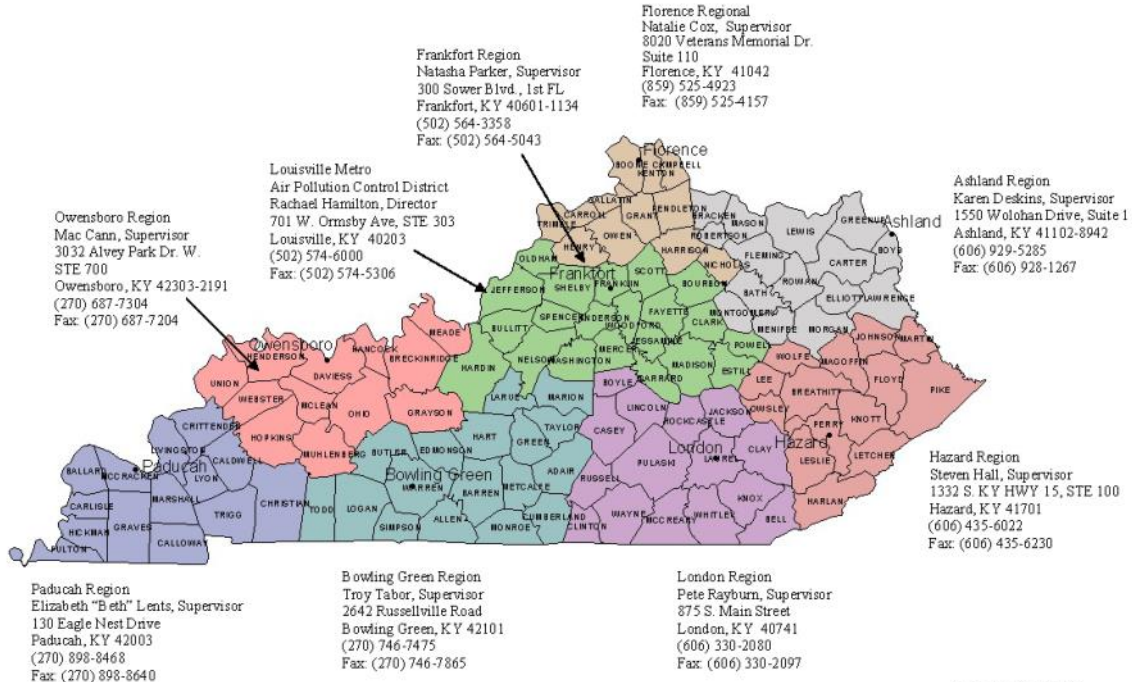 Florence Regional
Natalie Cox, Supervisor
8020 Veterans Memorial Dr.
Suite 110
Florence, KY 41042
(859) 525-4923
Fax: (859) 525-4157
Frankfort Region
Natasha Parker, Supervisor
300 Sower Blvd., 1st FL
Frankfort, KY 40601-1134
(502) 564-3358
Fax: (502) 564-5043
Louisville Metro
Air Pollution Control District
Rachael Hamilton, Director
701 W. Ormsby Ave, STE 303
Louisville, KY 40203
(502) 574-6000
Fax: (502) 574-5306
Ashland Region
Karen Deskins, Supervisor
1550 Wolohan Drive, Suite 1
Ashland, KY 41102-8942
(606) 929-5285
Fax: (606) 928-1267
Owensboro Region
Mac Cann, Supervisor
3032 Alvey Park Dr. W.
STE 700
Owensboro, KY 42303-2191
(270) 687-7304
Fax: (270) 687-7204
Florence
BOONE CAMPBELL
KENTON
GALLATIN
PENDLETON
CARROLL
GRANT
TRIMBLE
OWEN
HENRY
HARRISON
NICHOLAS
BRACKEN
MASON
ROBERTSON
LEWIS
GREENUP
Ashland
BOYD
FLEMING
CARTER
ROWAN
BATH
ELLIOTT
LAWRENCE
MONTGOMERY
MENIFEE
MORGAN
OLDHAM
Frankfort
SCOTT
JEFFERSON
SHELBY
FRANKLIN
BOURBON
SPENCER
ANDERSON
FAYETTE
WOODFORD
CLARK
BULLITT
JESSAMINE
MERCER
POWELL
NELSON
WASHINGTON
MADISON
ESTILL
HARDIN
GARRARD
MEADE
Owensboro
HANCOCK
BRECKINRIDGE
HENDERSON
UNION
DAVIESS
WEBSTER
MCLEAN
OHIO
GRAYSON
HOPKINS
MUHLENBERG
JOHNSON
MARTIN
WOLFE
MAGOFFIN
LEE
FLOYD
PIKE
BREATHITT
OWSLEY
KNOTT
PERRY
Hazard
LESLIE
LETCHER
HARLAN
LARUE
MARION
TAYLOR
HART
GREEN
BUTLER
EDMONSON
ADAIR
Bowling Green
WARREN
METCALFE
BARREN
TODD
LOGAN
CUMBERLAND
ALLEN
SIMPSON
MONROE
BOYLE
LINCOLN
JACKSON
ROCKCASTLE
CASEY
London
CLAY
LAUREL
PULASKI
RUSSELL
KNOX
WAYNE
WHITLEY
CLINTON
MCCREARY
BELL
CRITTENDEN
LIVINGSTON
Paducah
CALDWELL
BALLARD
MCCRACKEN
LYON
MARSHALL
CARLISLE
CHRISTIAN
TRIGG
GRAVES
HICKMAN
CALLOWAY
FULTON
Hazard Region
Steven Hall, Supervisor
1332 S. KY HWY 15, STE 100
Hazard, KY 41701
(606) 435-6022
Fax: (606) 435-6230
Paducah Region
Elizabeth "Beth" Lents, Supervisor
130 Eagle Nest Drive
Paducah, KY 42003
(270) 898-8468
Fax: (270) 898-8640
Bowling Green Region
Troy Tabor, Supervisor
2642 Russellville Road
Bowling Green, KY 42101
(270) 746-7475
Fax: (270) 746-7865
London Region
Pete Rayburn, Supervisor
875 S. Main Street
London, KY 40741
(606) 330-2080
Fax: (606) 330-2097